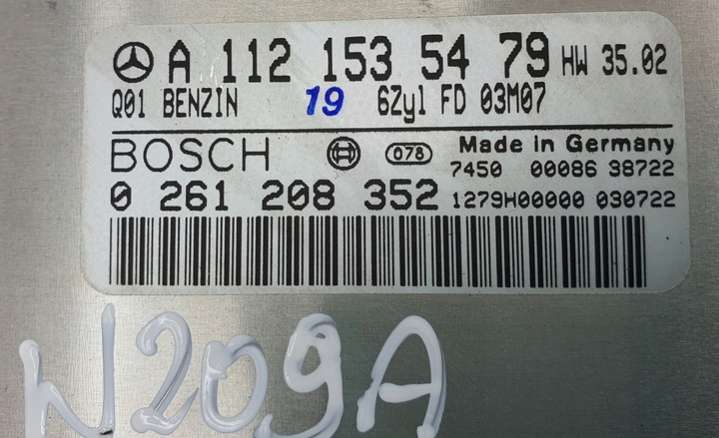 A 112 153 54 79 HW 35.02
Q01 BENZIN 19 6Zyl FD 03M07
BOSCH 078 Made in Germany
7450 00086 38722
0 261 208 352 1279H00000 030722
W209A